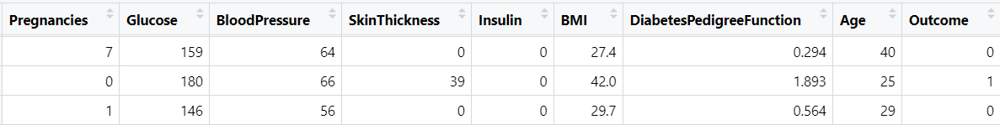 Pregnancies Glucose BloodPressure SkinThickness Insulin BMI DiabetesPedigreeFunction Age Outcome
7 159 64 0 0 27.4 0.294 40 0
0 180 66 39 0 42.0 1.893 25 1
1 146 56 0 0 29.7 0.564 29 0